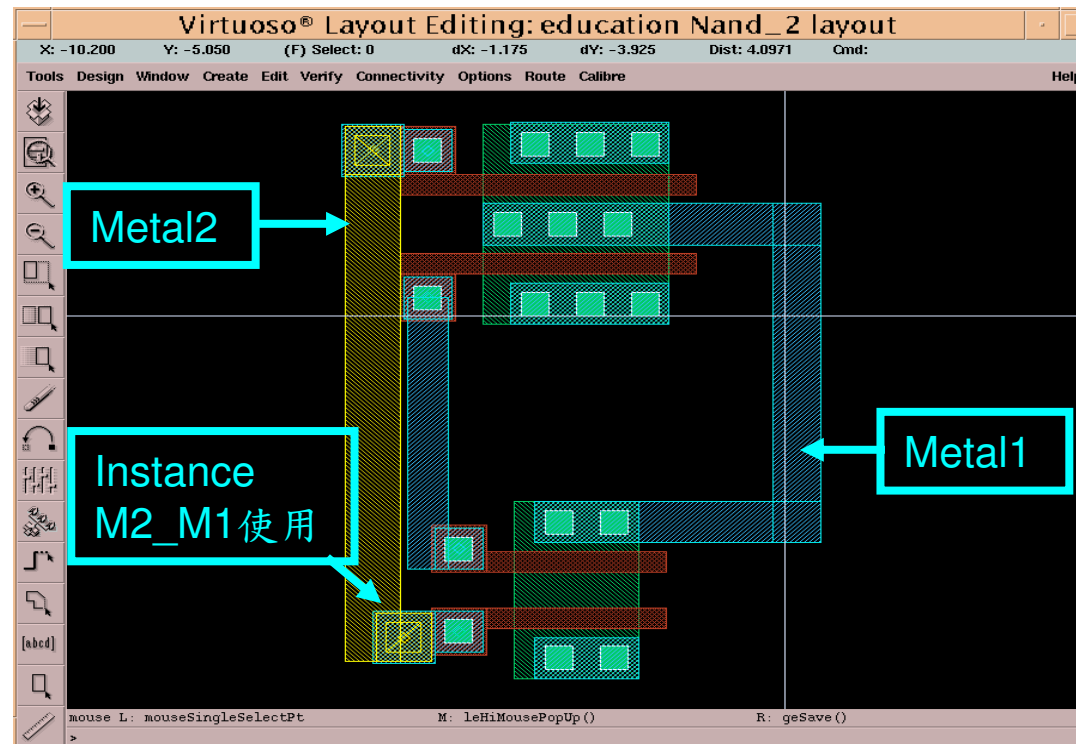 Virtuoso® Layout Editing: education Nand_2 layout
X: -10.200 Y: -5.050 (F) Select: 0 dX: -1.175 dY: -3.925 Dist: 4.0971 Cmd:
Tools Design Window Create Edit Verify Connectivity Options Route Calibre Help
Metal2
Metal1
Instance
M2_M1使用
[abcd]
mouse L: mouseSingleSelectPt M: leHiMousePopUp() R: geSave()
>